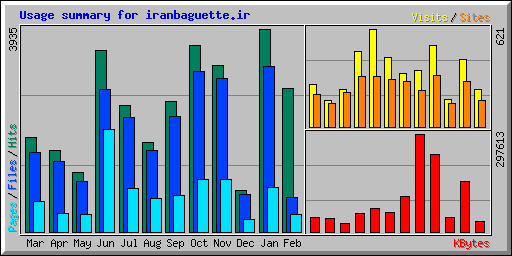 Usage summary for iranbaguette.ir
Visits / Sites
3935
621
Pages / Files / Hits
297613
Mar Apr May Jun Jul Aug Sep Oct Nov Dec Jan Feb
KBytes